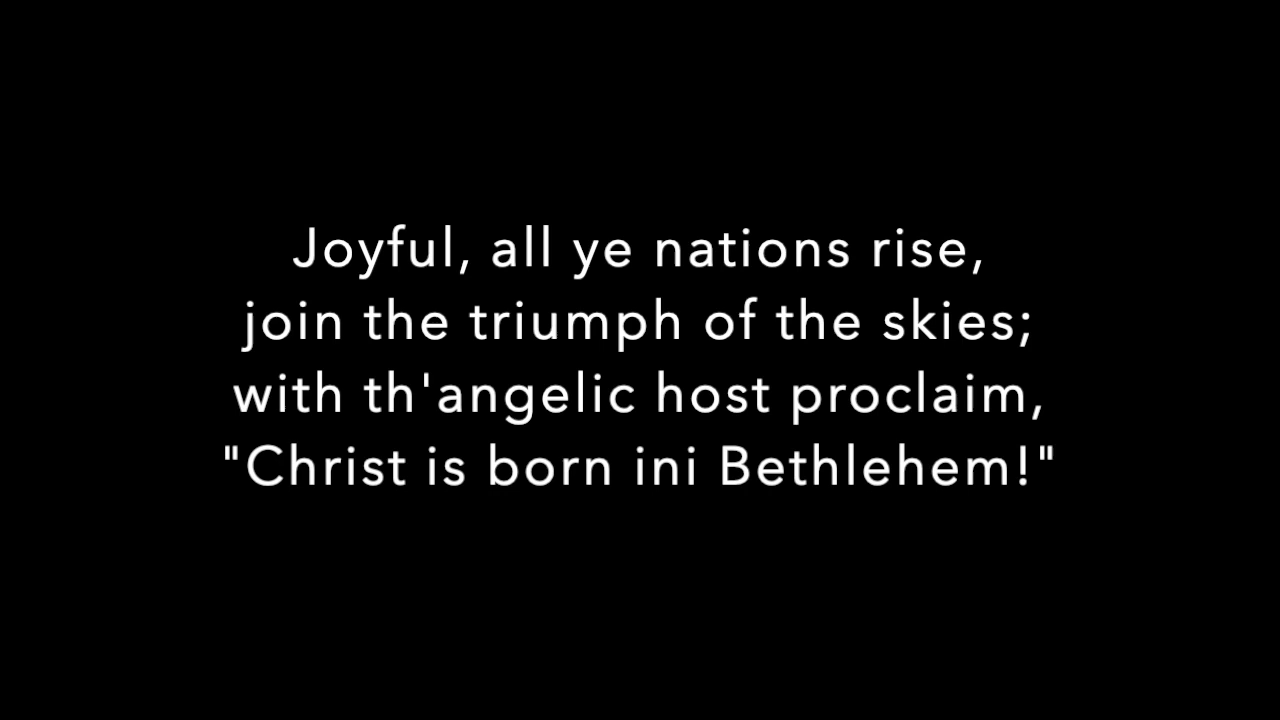 Joyful, all ye nations rise,
join the triumph of the skies;
with th'angelic host proclaim,
"Christ is born ini Bethlehem!"